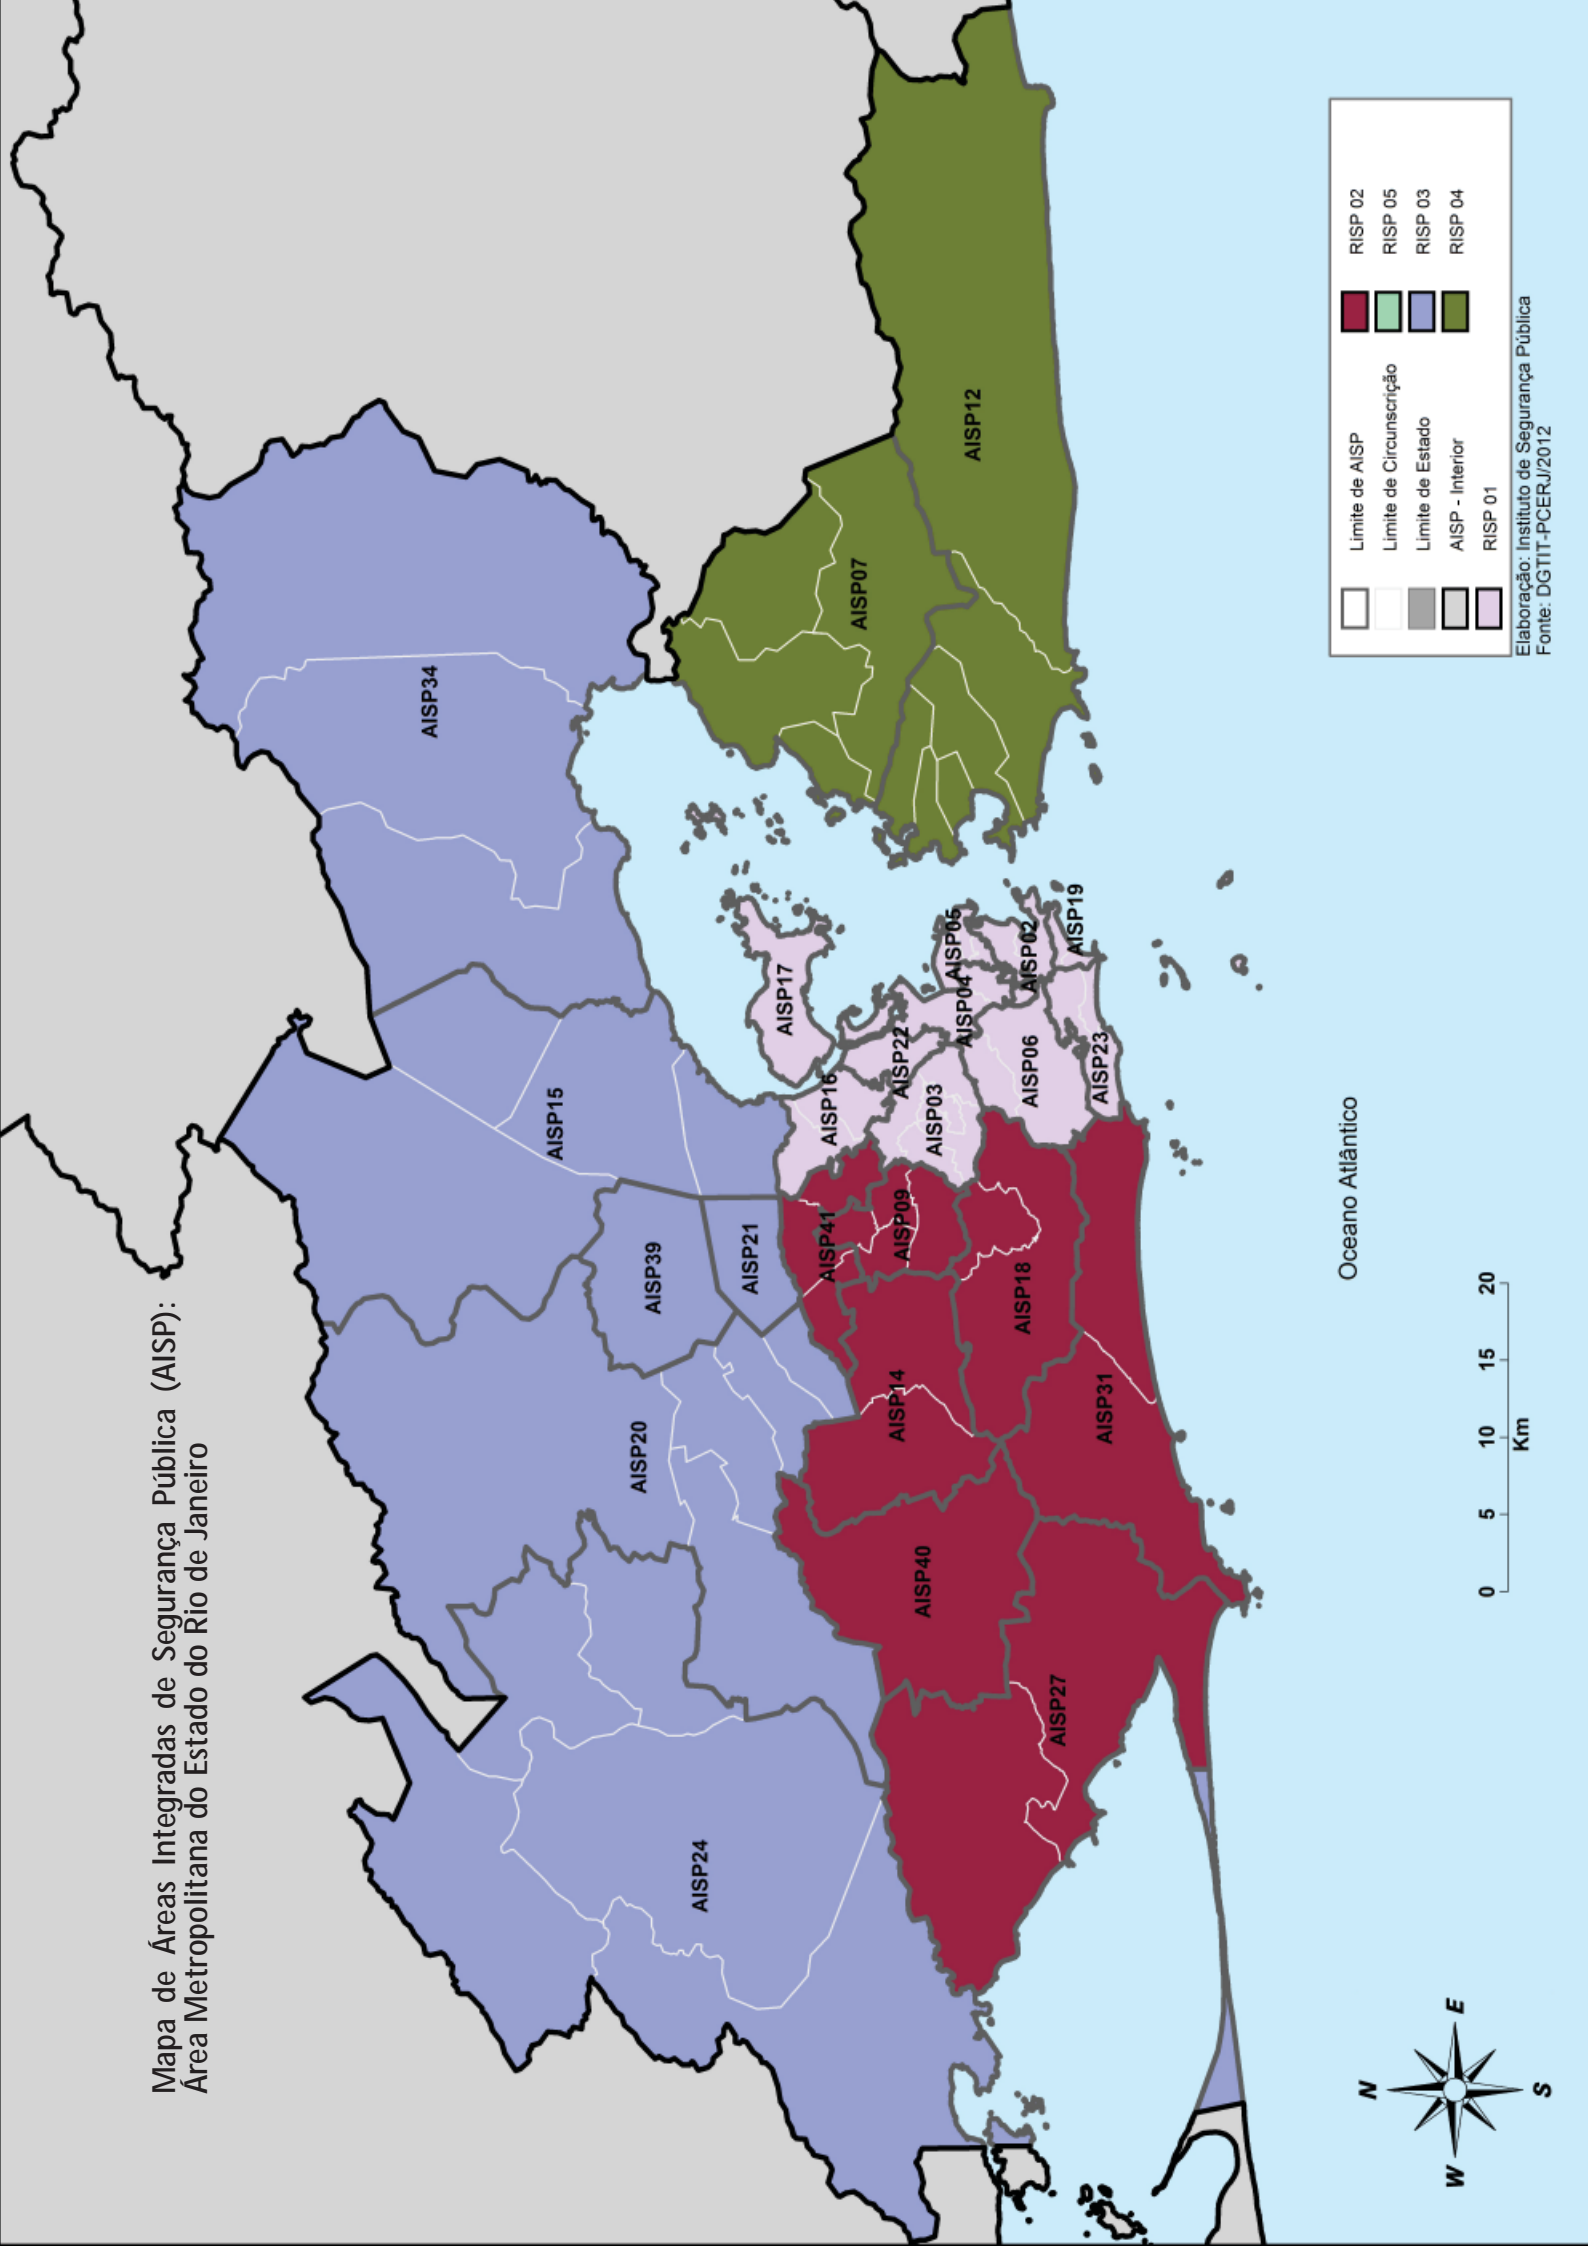 Mapa de Áreas Integradas de Segurança Pública (AISP):
Área Metropolitana do Estado do Rio de Janeiro
AISP34
AISP15
AISP39
AISP20
AISP21
AISP24
AISP17
AISP07
AISP12
AISP16
AISP22
AISP03
AISP04
AISP05
AISP02
AISP19
AISP06
AISP23
AISP41
AISP09
AISP14
AISP18
AISP31
AISP40
AISP27
Oceano Atlântico
0 5 10 15 20
Km
N
W
E
S
Limite de AISP
Limite de Circunscrição
Limite de Estado
AISP - Interior
RISP 01
RISP 02
RISP 05
RISP 03
RISP 04
Elaboração: Instituto de Segurança Pública
Fonte: DGTIT-PCERJ/2012